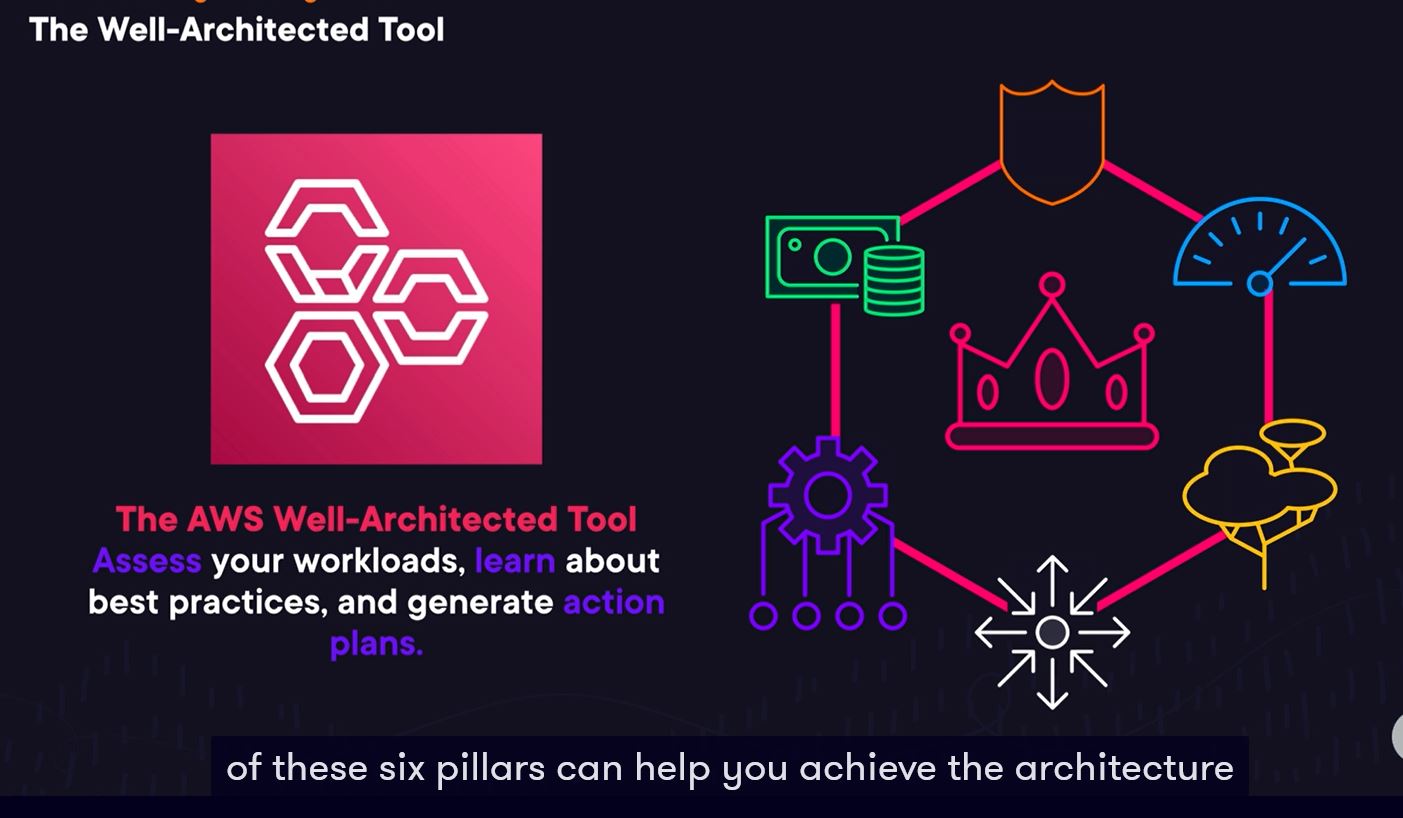 The Well-Architected Tool
The AWS Well-Architected Tool
Assess your workloads, learn about
best practices, and generate action
plans.
of these six pillars can help you achieve the architecture